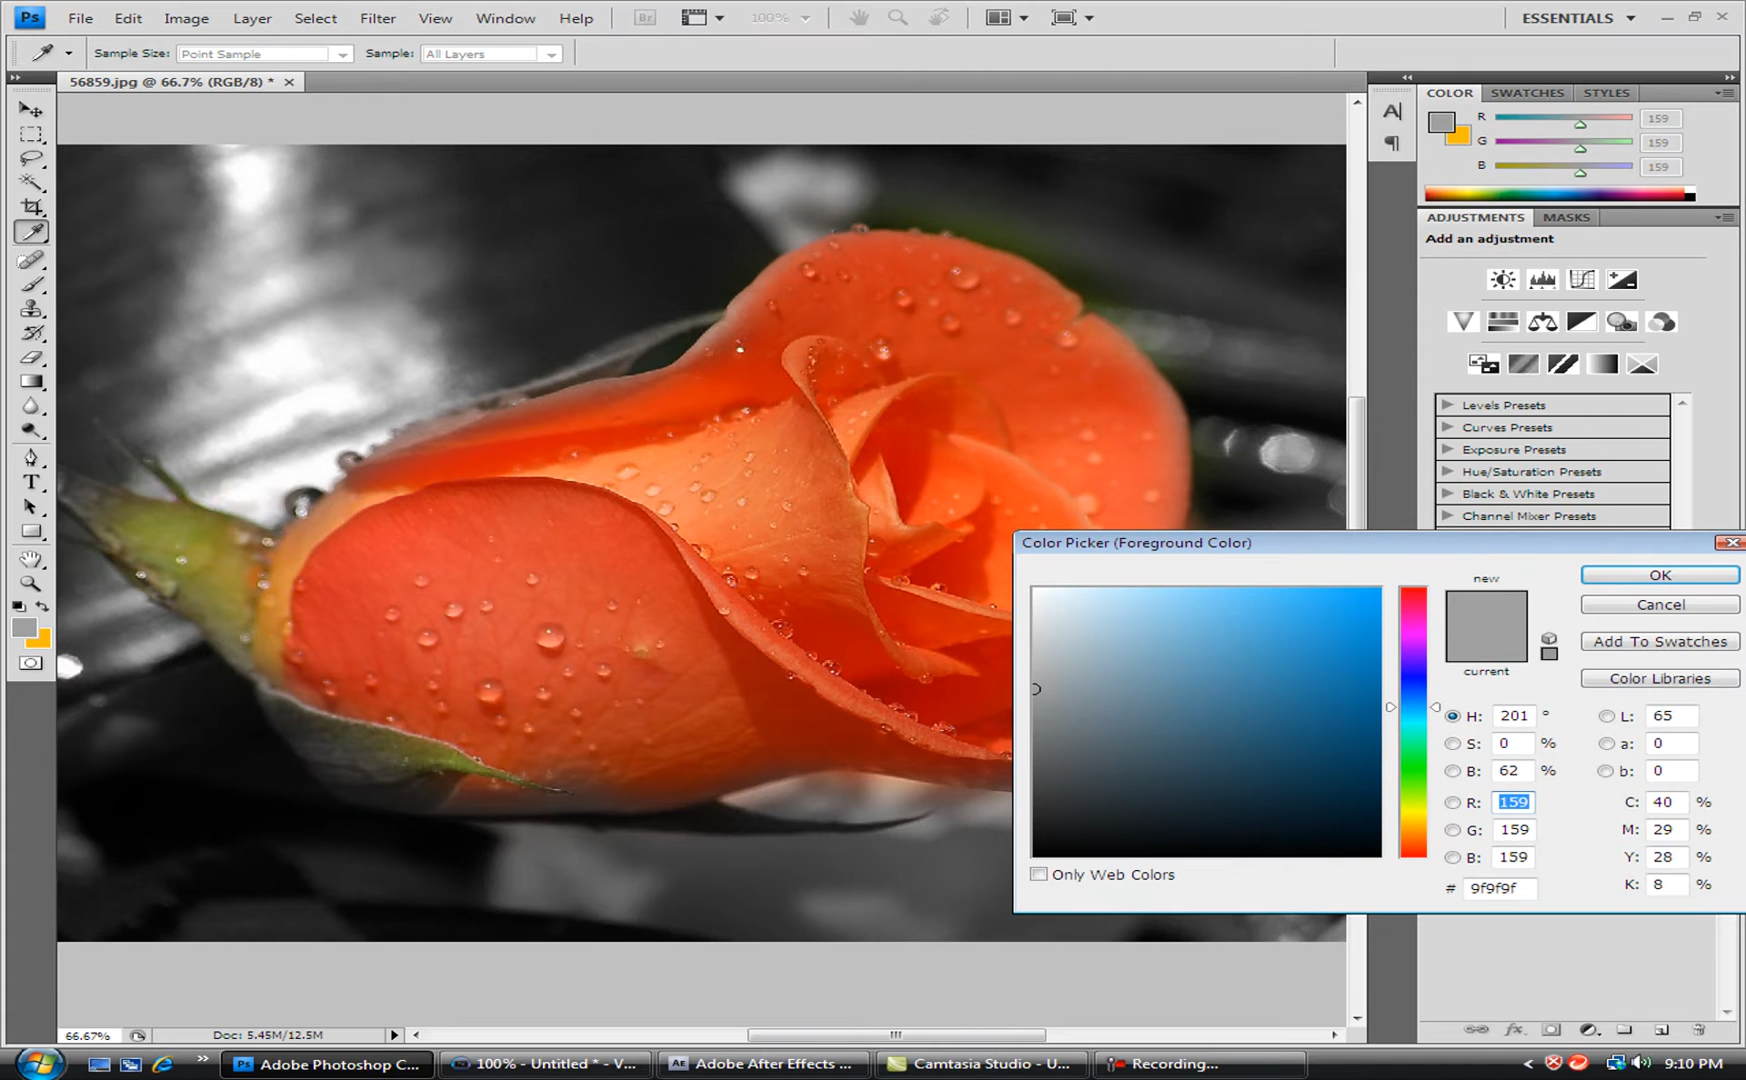 Ps File Edit Image Layer Select Filter View Window Help Br 100% ESSENTIALS
Sample Size: Point Sample Sample: All Layers
56859.jpg @ 66.7% (RGB/8) *
COLOR SWATCHES STYLES
R 159
G 159
B 159
ADJUSTMENTS MASKS
Add an adjustment
Levels Presets
Curves Presets
Exposure Presets
Hue/Saturation Presets
Black & White Presets
Channel Mixer Presets
Color Picker (Foreground Color)
new
current
OK
Cancel
Add To Swatches
Color Libraries
H: 201 ° L: 65
S: 0 % a: 0
B: 62 % b: 0
R: 159 C: 40 %
G: 159 M: 29 %
B: 159 Y: 28 %
# 9f9f9f K: 8 %
Only Web Colors
66.67% Doc: 5.45M/12.5M
Ps Adobe Photoshop C... 100% - Untitled * - V... AE Adobe After Effects ... Camtasia Studio - U... Recording... 9:10 PM